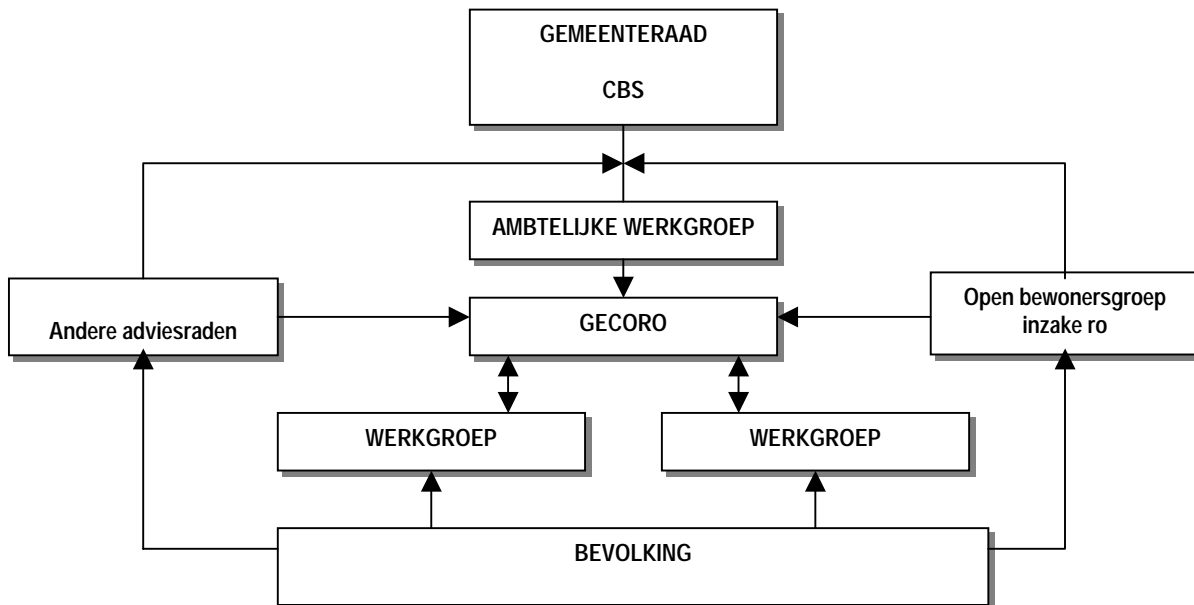 GEMEENTERAAD
CBS
AMBTELIJKE WERKGROEP
Andere adviesraden
GECORO
Open bewonersgroep
inzake ro
WERKGROEP
WERKGROEP
BEVOLKING